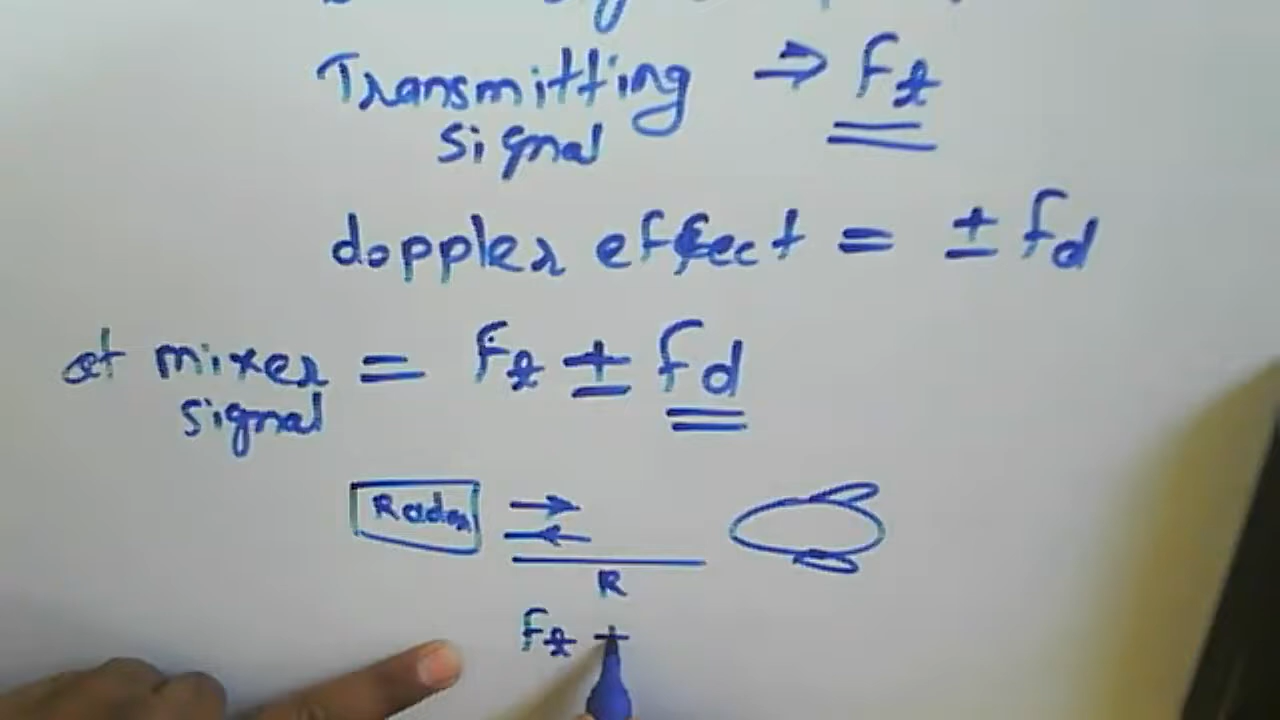 Transmitting ⇒ Ft
signal
doppler effect = ± fd
at mixer = Ft ± fd
signal
Radar
R
Ft +